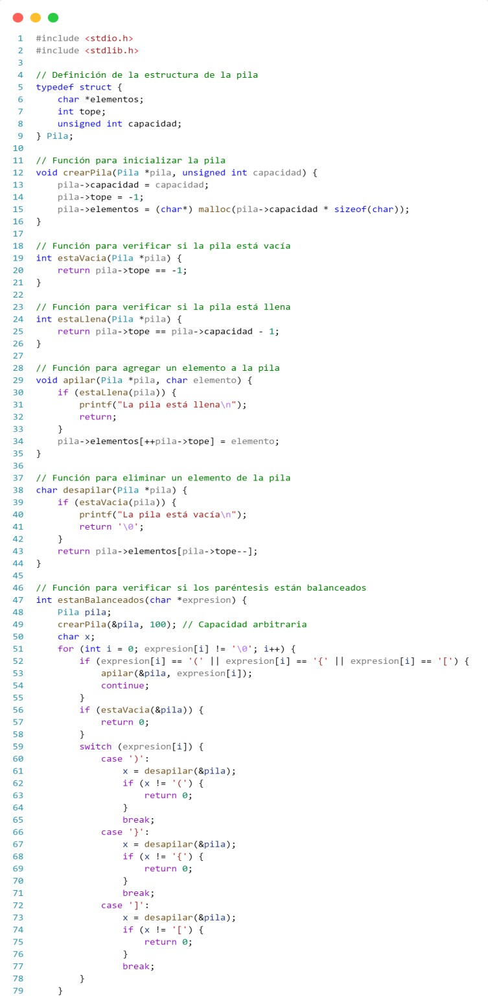 1 #include <stdio.h>
2 #include <stdlib.h>
3
4 // Definición de la estructura de la pila
5 typedef struct {
6     char *elementos;
7     int tope;
8     unsigned int capacidad;
9 } Pila;
10
11 // Función para inicializar la pila
12 void crearPila(Pila *pila, unsigned int capacidad) {
13     pila->capacidad = capacidad;
14     pila->tope = -1;
15     pila->elementos = (char*) malloc(pila->capacidad * sizeof(char));
16 }
17
18 // Función para verificar si la pila está vacía
19 int estaVacia(Pila *pila) {
20     return pila->tope == -1;
21 }
22
23 // Función para verificar si la pila está llena
24 int estaLlena(Pila *pila) {
25     return pila->tope == pila->capacidad - 1;
26 }
27
28 // Función para agregar un elemento a la pila
29 void apilar(Pila *pila, char elemento) {
30     if (estaLlena(pila)) {
31         printf("La pila está llena\n");
32         return;
33     }
34     pila->elementos[++pila->tope] = elemento;
35 }
36
37 // Función para eliminar un elemento de la pila
38 char desapilar(Pila *pila) {
39     if (estaVacia(pila)) {
40         printf("La pila está vacía\n");
41         return '\0';
42     }
43     return pila->elementos[pila->tope--];
44 }
45
46 // Función para verificar si los paréntesis están balanceados
47 int estanBalanceados(char *expresion) {
48     Pila pila;
49     crearPila(&pila, 100); // Capacidad arbitraria
50     char x;
51     for (int i = 0; expresion[i] != '\0'; i++) {
52         if (expresion[i] == '(' || expresion[i] == '{' || expresion[i] == '[') {
53             apilar(&pila, expresion[i]);
54             continue;
55         }
56         if (estaVacia(&pila)) {
57             return 0;
58         }
59         switch (expresion[i]) {
60             case ')':
61                 x = desapilar(&pila);
62                 if (x != '(') {
63                     return 0;
64                 }
65                 break;
66             case '}':
67                 x = desapilar(&pila);
68                 if (x != '{') {
69                     return 0;
70                 }
71                 break;
72             case ']':
73                 x = desapilar(&pila);
74                 if (x != '[') {
75                     return 0;
76                 }
77                 break;
78         }
79     }